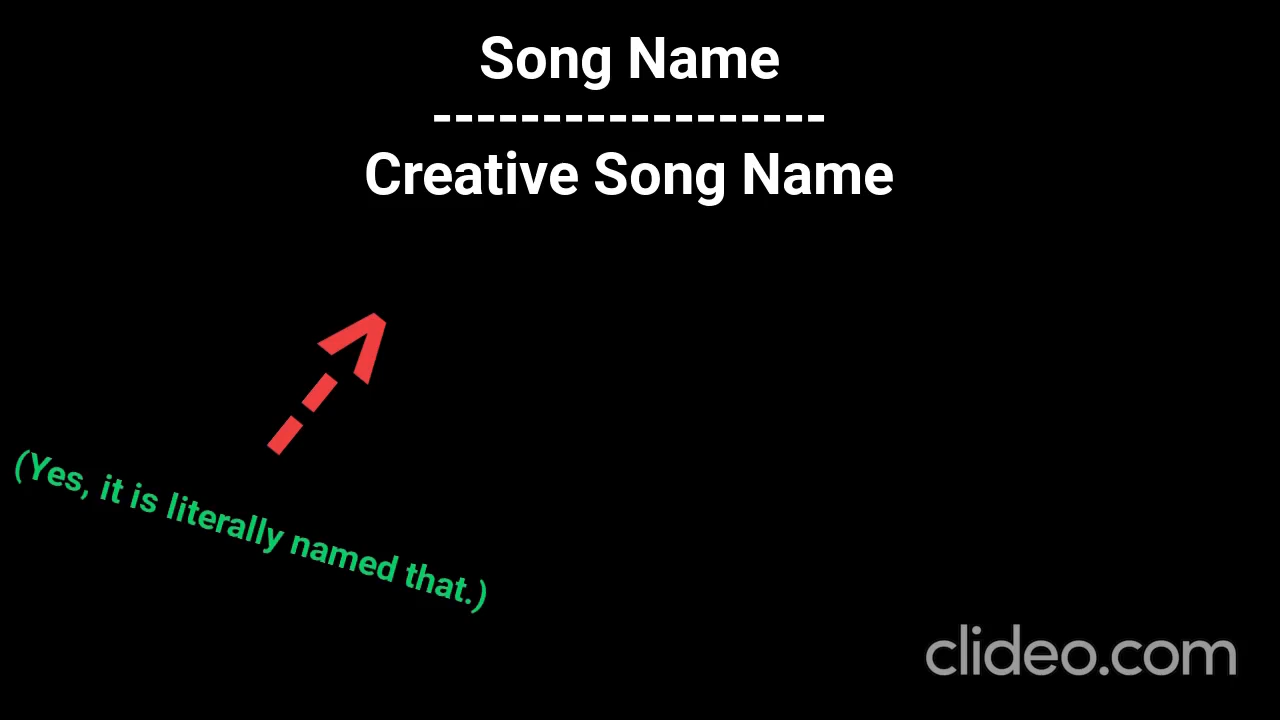 Song Name
------------------
Creative Song Name
-->
(Yes, it is literally named that.)
clideo.com